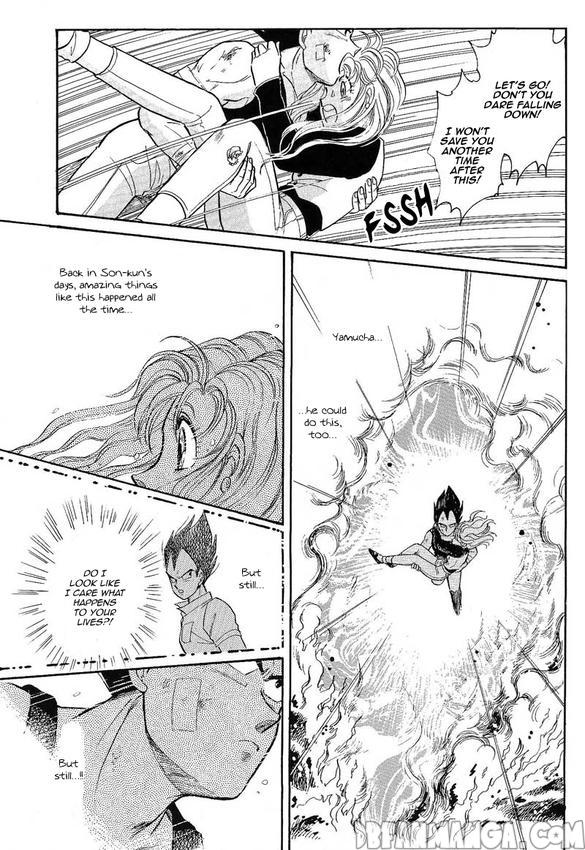 LET'S GO!
DON'T YOU
DARE FALLING
DOWN!
I WON'T
SAVE YOU
ANOTHER
TIME
AFTER
THIS!
FSSH
Back in Son-kun's
days, amazing things
like this happened all
the time...
Yamucha...
...he could
do this,
too...
DO I
LOOK LIKE
I CARE WHAT
HAPPENS
TO YOUR
LIVES?!
But
still...
But
still...!!
DBFANMANGA.COM